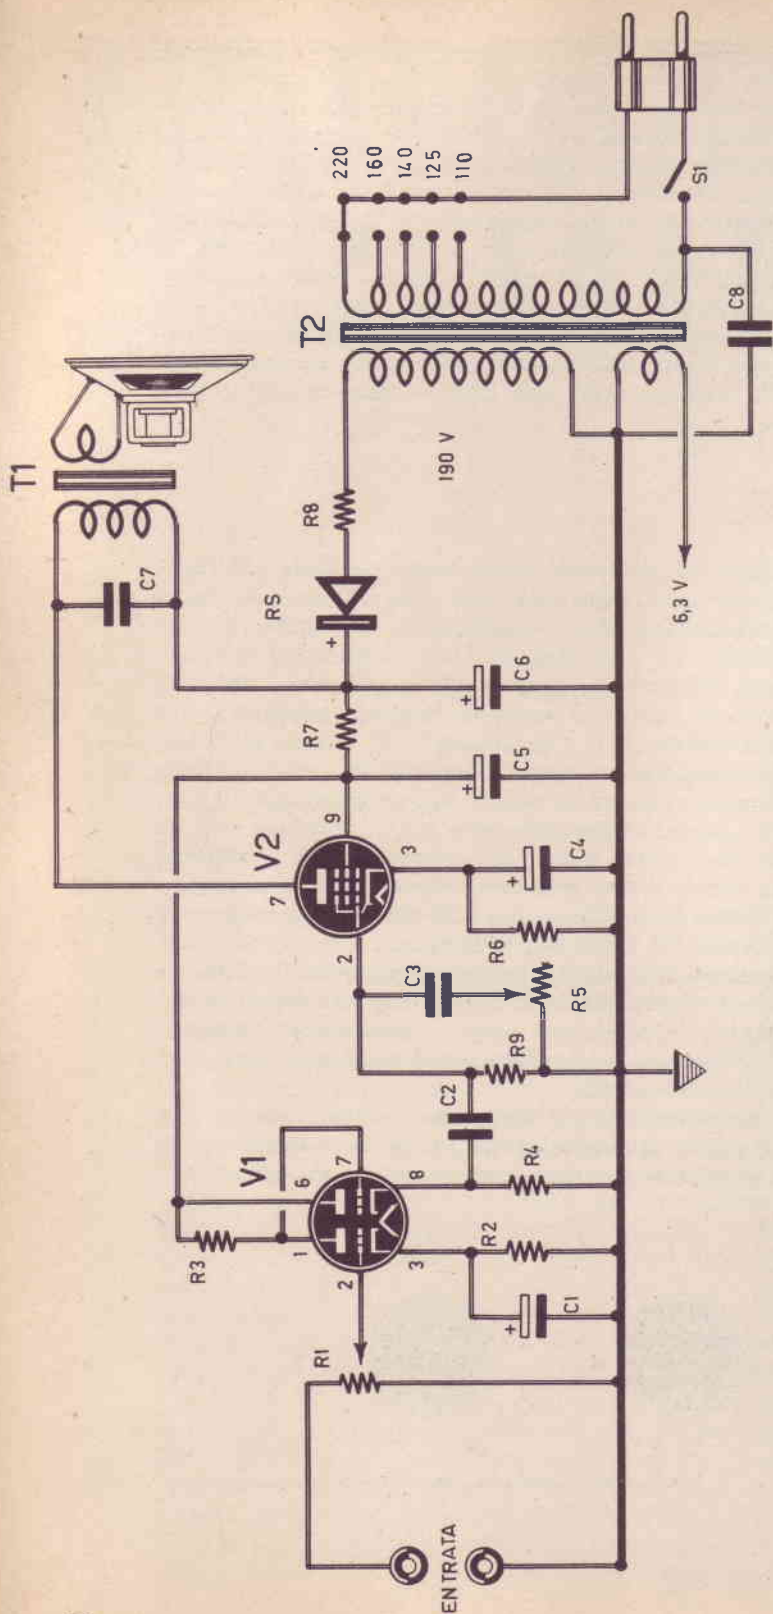 T1
C7
T2
220
160
140
125
110
S1
C8
190 V
6,3 V
R8
RS
+
R7
+
C6
+
C5
V2
7
9
2
3
+
C4
R6
C3
R5
R9
C2
V1
6
7
1
8
2
3
R3
R4
R2
+
C1
R1
ENTRATA